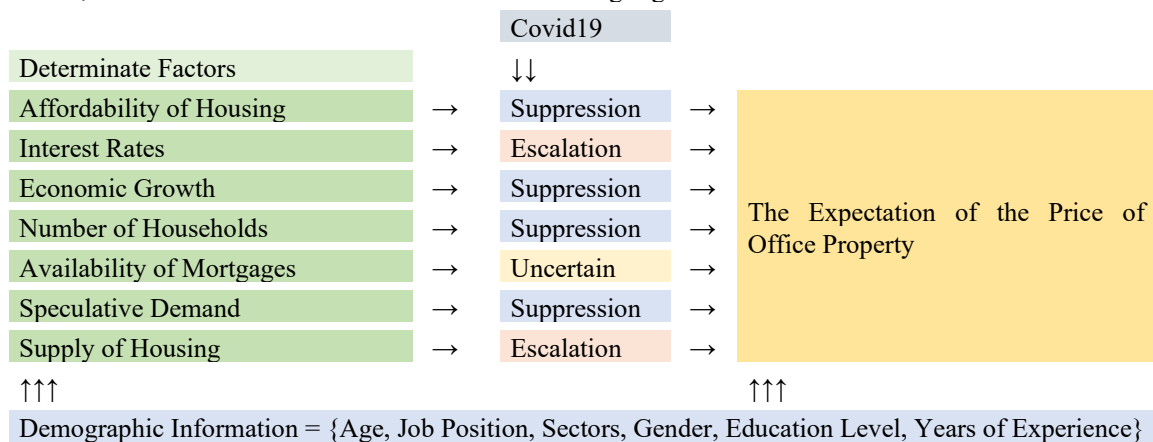 Covid19
Determinate Factors ↓↓
Affordability of Housing → Suppression →
Interest Rates → Escalation →
Economic Growth → Suppression →
Number of Households → Suppression →
Availability of Mortgages → Uncertain →
Speculative Demand → Suppression →
Supply of Housing → Escalation →
The Expectation of the Price of
Office Property
↑↑↑ ↑↑↑
Demographic Information = {Age, Job Position, Sectors, Gender, Education Level, Years of Experience}